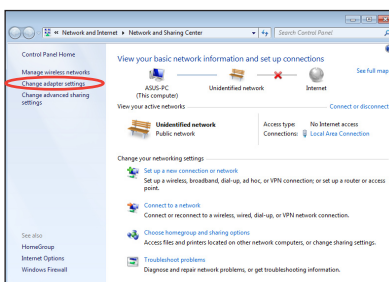 « Network and Internet ▸ Network and Sharing Center
Search Control Panel
Control Panel Home
Manage wireless networks
Change adapter settings
Change advanced sharing
settings
View your basic network information and set up connections
See full map
ASUS-PC
(This computer)
Unidentified network
Internet
View your active networks
Connect or disconnect
Unidentified network
Public network
Access type: No Internet access
Connections: Local Area Connection
Change your networking settings
Set up a new connection or network
Set up a wireless, broadband, dial-up, ad hoc, or VPN connection; or set up a router or access
point.
Connect to a network
Connect or reconnect to a wireless, wired, dial-up, or VPN network connection.
Choose homegroup and sharing options
Access files and printers located on other network computers, or change sharing settings.
Troubleshoot problems
Diagnose and repair network problems, or get troubleshooting information.
See also
HomeGroup
Internet Options
Windows Firewall